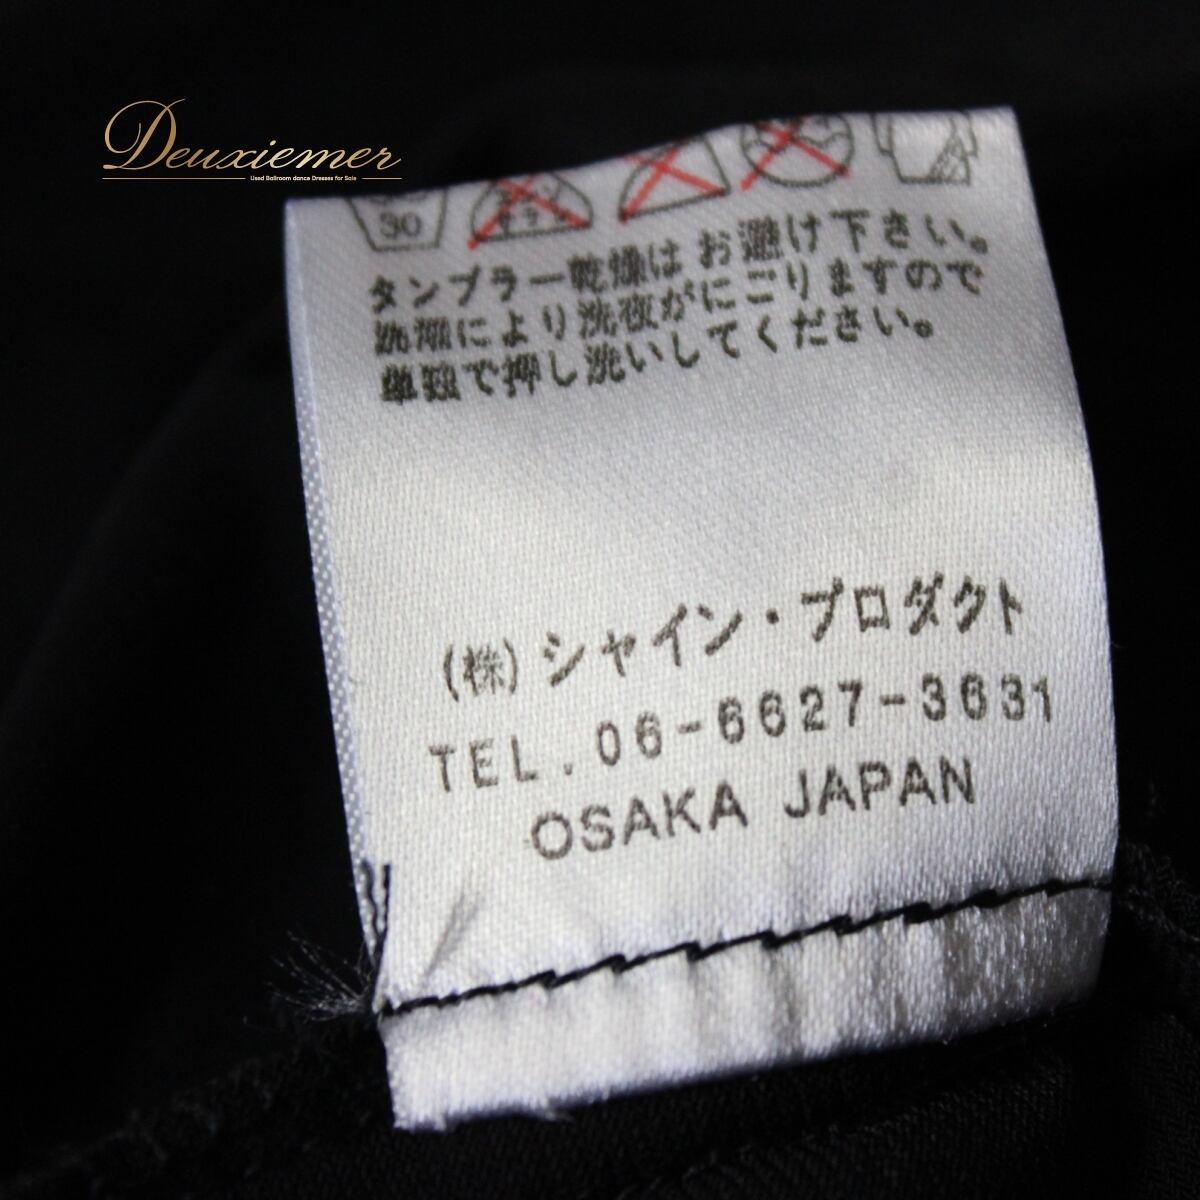 Deuxiemer
Used Ballroom dance Dresses for Sale
30
タンブラー乾燥は お避け下さい。
洗濯により洗夜がにごりますので
単独で押し洗いしてください。
(株)シャイン・プロダクト
TEL.06-6627-3631
OSAKA JAPAN